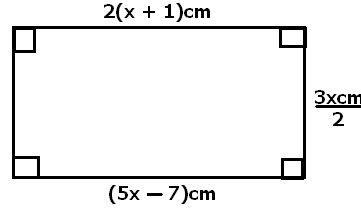 2(x + 1)cm
3xcm
2
(5x – 7)cm